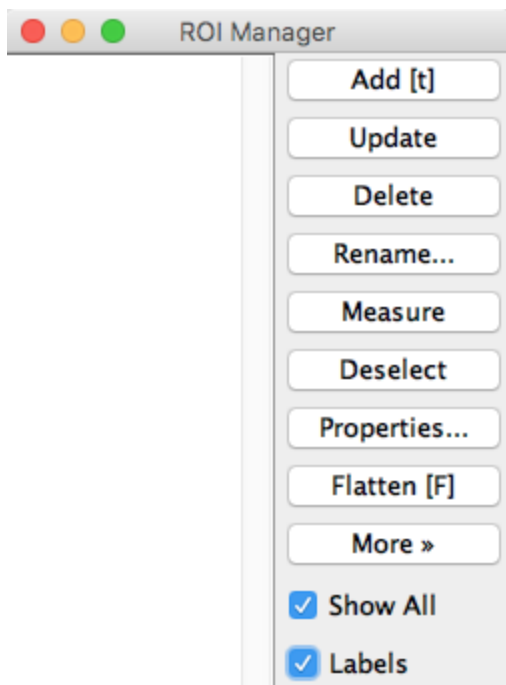 ROI Manager
Add [t]
Update
Delete
Rename...
Measure
Deselect
Properties...
Flatten [F]
More »
Show All
Labels